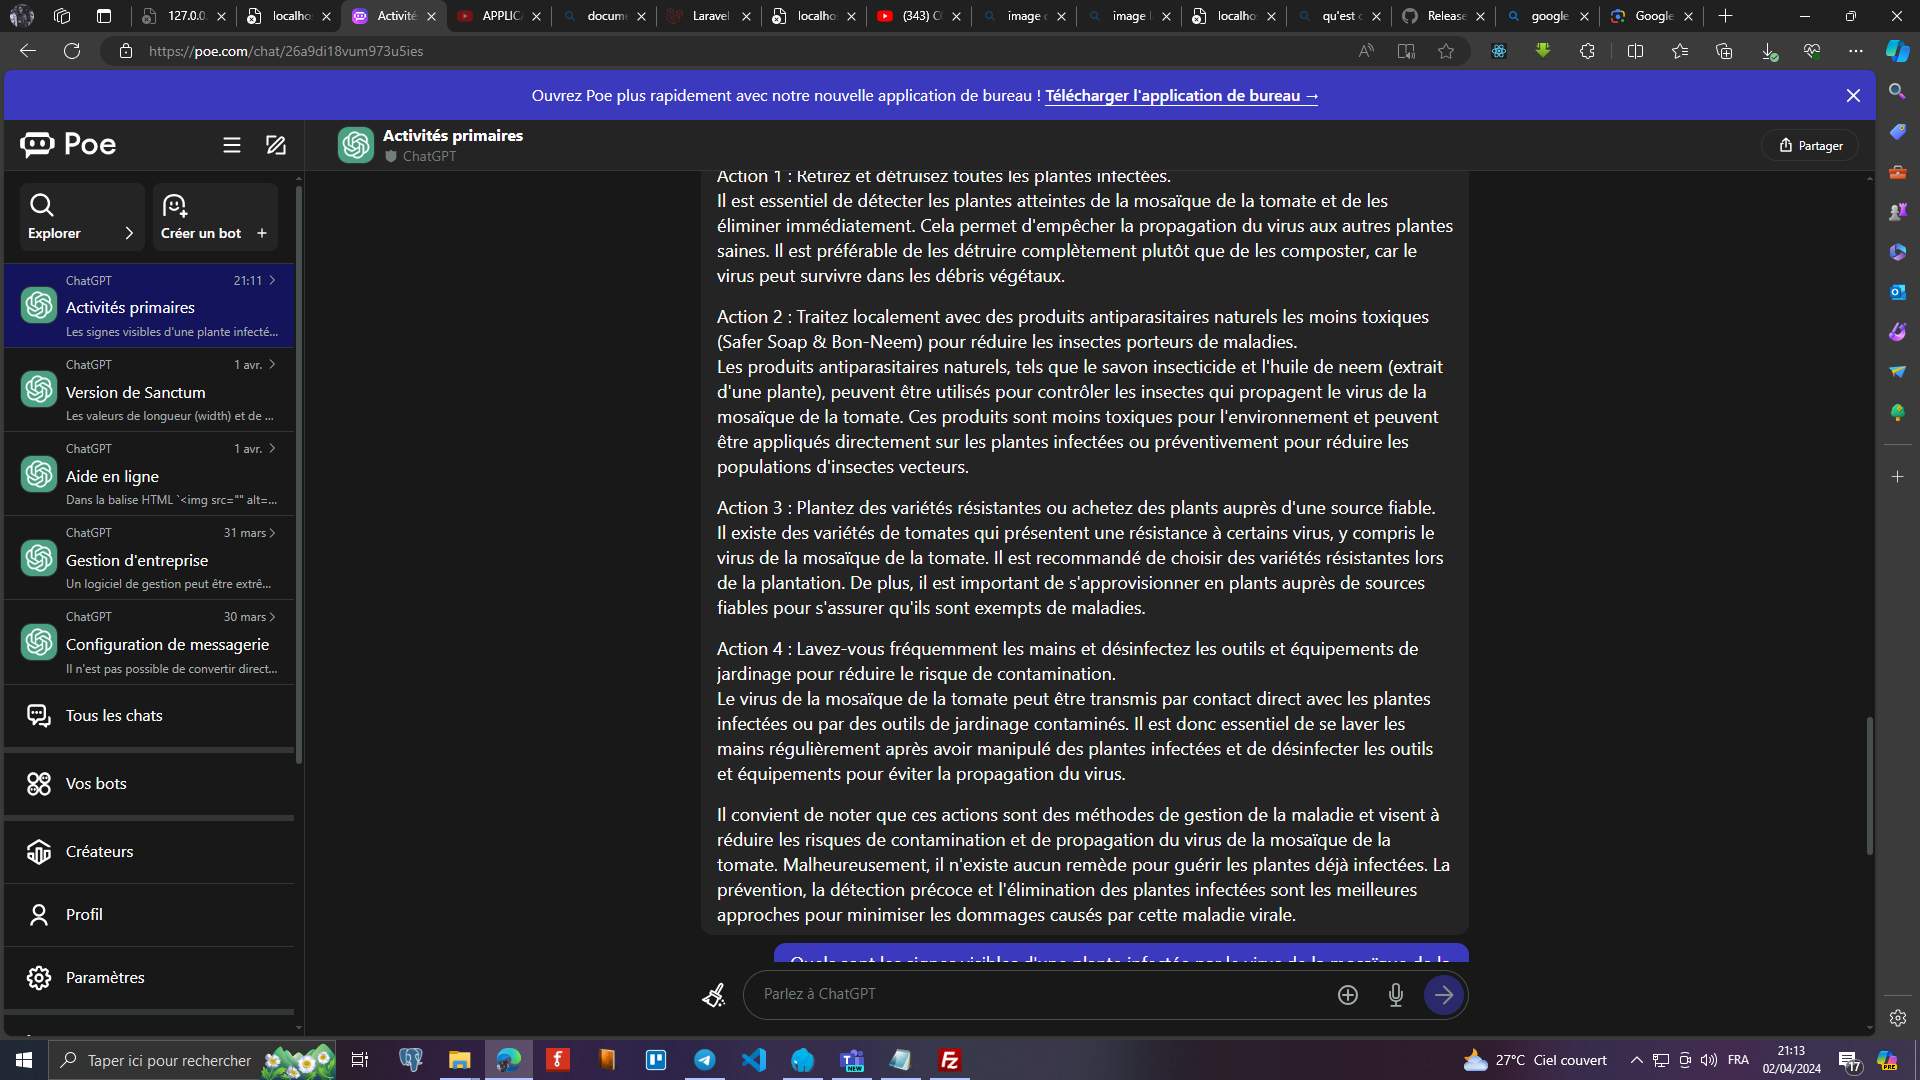 127.0.0.
localhos
Activité
APPLICA
docume
Laravel
localhos
(343) C
image
image
localhos
qu'est c
Release
google
Google
https://poe.com/chat/26a9di18vum973u5ies
Ouvrez Poe plus rapidement avec notre nouvelle application de bureau ! Télécharger l'application de bureau →
Poe
Activités primaires
ChatGPT
Partager
Explorer
Créer un bot +
ChatGPT 21:11
Activités primaires
Les signes visibles d'une plante infecté...
ChatGPT 1 avr.
Version de Sanctum
Les valeurs de longueur (width) et de ...
ChatGPT 1 avr.
Aide en ligne
Dans la balise HTML `<img src="" alt=...
ChatGPT 31 mars
Gestion d'entreprise
Un logiciel de gestion peut être extrê...
ChatGPT 30 mars
Configuration de messagerie
Il n'est pas possible de convertir direct...
Tous les chats
Vos bots
Créateurs
Profil
Paramètres
Action 1 : Retirez et détruisez toutes les plantes infectées.
Il est essentiel de détecter les plantes atteintes de la mosaïque de la tomate et de les
éliminer immédiatement. Cela permet d'empêcher la propagation du virus aux autres plantes
saines. Il est préférable de les détruire complètement plutôt que de les composter, car le
virus peut survivre dans les débris végétaux.
Action 2 : Traitez localement avec des produits antiparasitaires naturels les moins toxiques
(Safer Soap & Bon-Neem) pour réduire les insectes porteurs de maladies.
Les produits antiparasitaires naturels, tels que le savon insecticide et l'huile de neem (extrait
d'une plante), peuvent être utilisés pour contrôler les insectes qui propagent le virus de la
mosaïque de la tomate. Ces produits sont moins toxiques pour l'environnement et peuvent
être appliqués directement sur les plantes infectées ou préventivement pour réduire les
populations d'insectes vecteurs.
Action 3 : Plantez des variétés résistantes ou achetez des plants auprès d'une source fiable.
Il existe des variétés de tomates qui présentent une résistance à certains virus, y compris le
virus de la mosaïque de la tomate. Il est recommandé de choisir des variétés résistantes lors
de la plantation. De plus, il est important de s'approvisionner en plants auprès de sources
fiables pour s'assurer qu'ils sont exempts de maladies.
Action 4 : Lavez-vous fréquemment les mains et désinfectez les outils et équipements de
jardinage pour réduire le risque de contamination.
Le virus de la mosaïque de la tomate peut être transmis par contact direct avec les plantes
infectées ou par des outils de jardinage contaminés. Il est donc essentiel de se laver les
mains régulièrement après avoir manipulé des plantes infectées et de désinfecter les outils
et équipements pour éviter la propagation du virus.
Il convient de noter que ces actions sont des méthodes de gestion de la maladie et visent à
réduire les risques de contamination et de propagation du virus de la mosaïque de la
tomate. Malheureusement, il n'existe aucun remède pour guérir les plantes déjà infectées. La
prévention, la détection précoce et l'élimination des plantes infectées sont les meilleures
approches pour minimiser les dommages causés par cette maladie virale.
Quels sont les signes visibles d'une plante infectée par le virus de la mosaïque de la
Parlez à ChatGPT
Taper ici pour rechercher
27°C Ciel couvert
FRA
21:13
02/04/2024
17